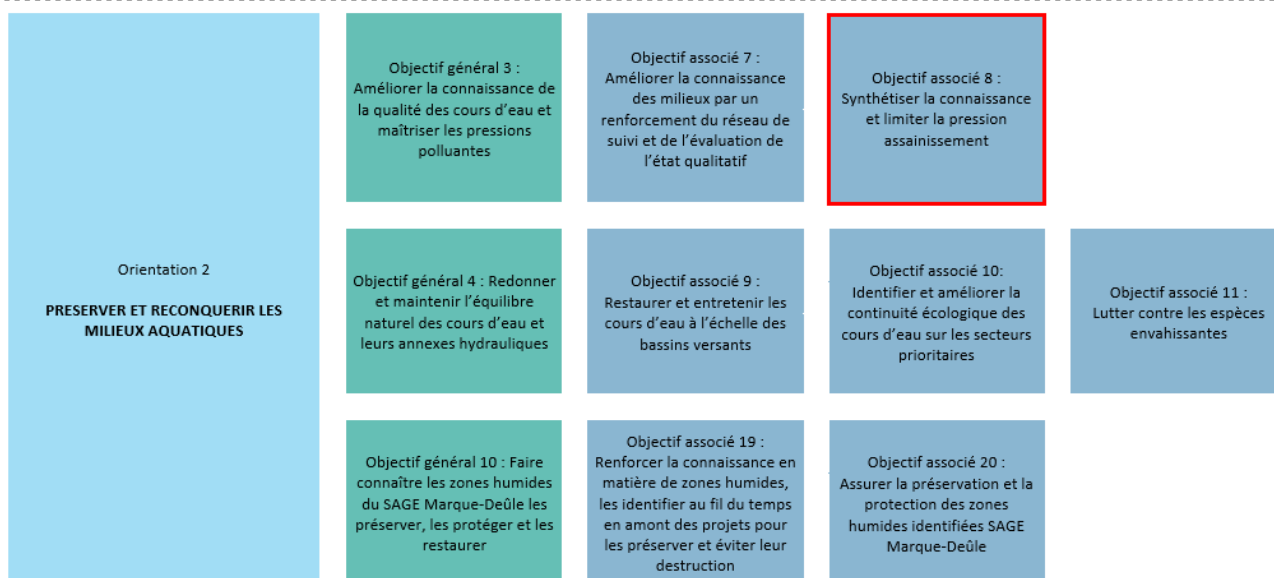 Orientation 2
PRESERVER ET RECONQUERIR LES
MILIEUX AQUATIQUES
Objectif général 3 :
Améliorer la connaissance de
la qualité des cours d'eau et
maîtriser les pressions
polluantes
Objectif associé 7 :
Améliorer la connaissance
des milieux par un
renforcement du réseau de
suivi et de l'évaluation de
l'état qualitatif
Objectif associé 8 :
Synthétiser la connaissance
et limiter la pression
assainissement
Objectif général 4 : Redonner
et maintenir l'équilibre
naturel des cours d'eau et
leurs annexes hydrauliques
Objectif associé 9 :
Restaurer et entretenir les
cours d'eau à l'échelle des
bassins versants
Objectif associé 10:
Identifier et améliorer la
continuité écologique des
cours d'eau sur les secteurs
prioritaires
Objectif associé 11 :
Lutter contre les espèces
envahissantes
Objectif général 10 : Faire
connaître les zones humides
du SAGE Marque-Deûle les
préserver, les protéger et les
restaurer
Objectif associé 19 :
Renforcer la connaissance en
matière de zones humides,
les identifier au fil du temps
en amont des projets pour
les préserver et éviter leur
destruction
Objectif associé 20 :
Assurer la préservation et la
protection des zones
humides identifiées SAGE
Marque-Deûle